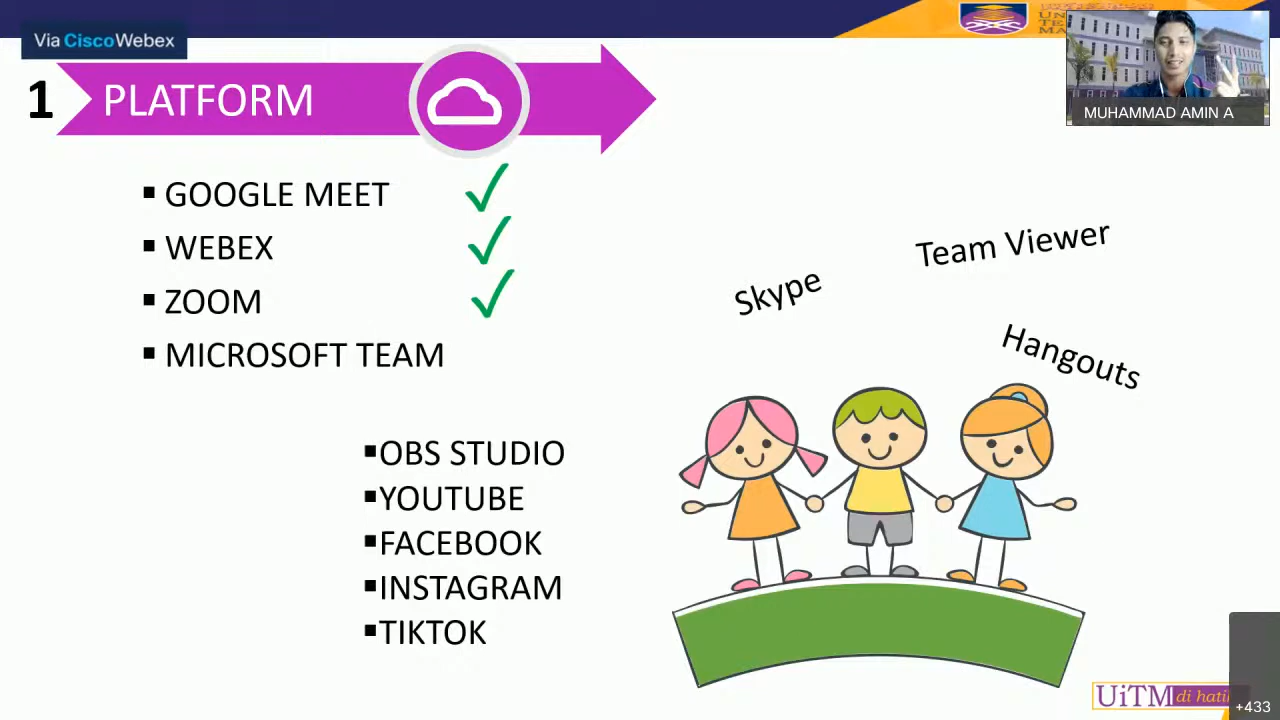 Via CiscoWebex
1
PLATFORM
MUHAMMAD AMIN A
▪ GOOGLE MEET ✓
▪ WEBEX ✓
▪ ZOOM ✓
▪ MICROSOFT TEAM
Team Viewer
Skype
Hangouts
▪OBS STUDIO
▪YOUTUBE
▪FACEBOOK
▪INSTAGRAM
▪TIKTOK
UiTM di hati
+433